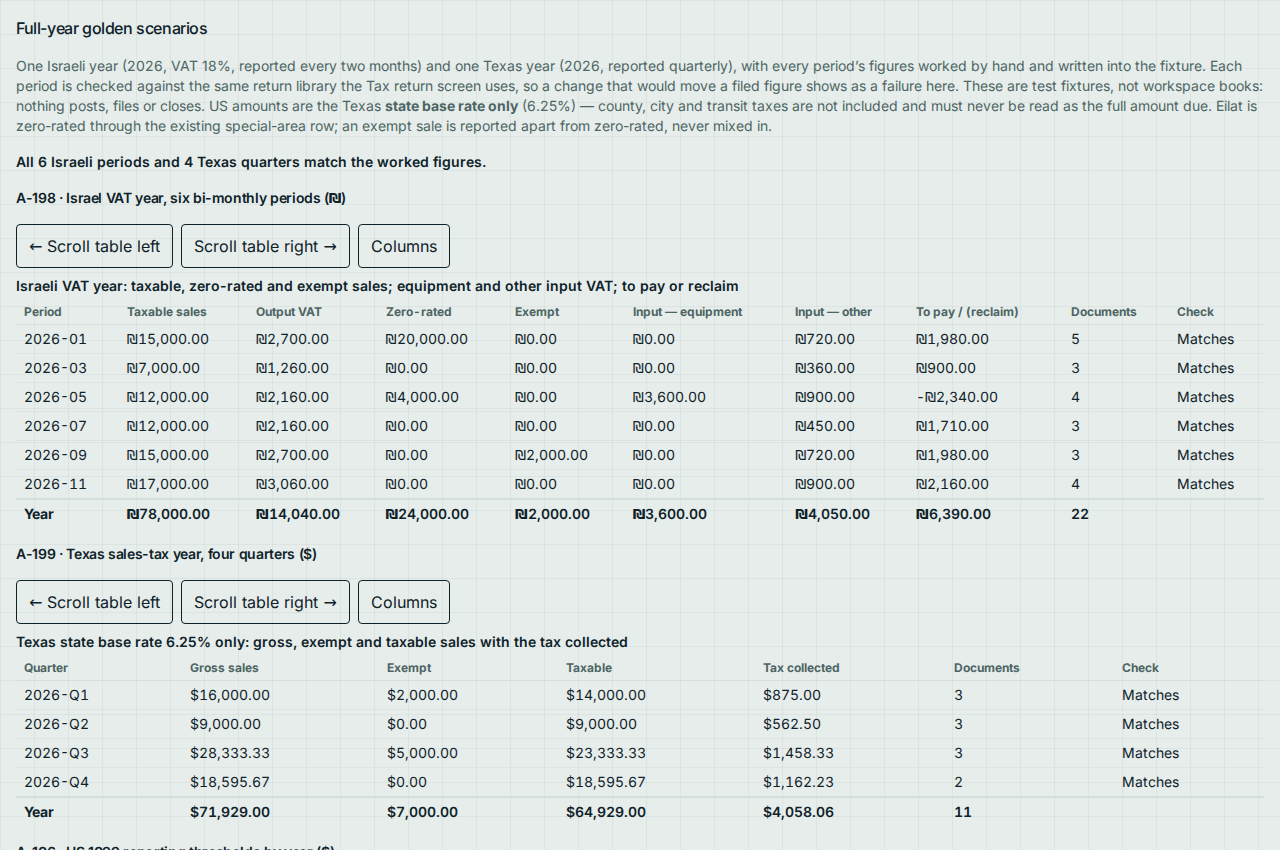 Full-year golden scenarios
One Israeli year (2026, VAT 18%, reported every two months) and one Texas year (2026, reported quarterly), with every period's figures worked by hand and written into the fixture. Each
period is checked against the same return library the Tax return screen uses, so a change that would move a filed figure shows as a failure here. These are test fixtures, not workspace books:
nothing posts, files or closes. US amounts are the Texas state base rate only (6.25%) — county, city and transit taxes are not included and must never be read as the full amount due. Eilat is
zero-rated through the existing special-area row; an exempt sale is reported apart from zero-rated, never mixed in.
All 6 Israeli periods and 4 Texas quarters match the worked figures.
A-198 · Israel VAT year, six bi-monthly periods (₪)
← Scroll table left Scroll table right → Columns
Israeli VAT year: taxable, zero-rated and exempt sales; equipment and other input VAT; to pay or reclaim
Period Taxable sales Output VAT Zero-rated Exempt Input — equipment Input — other To pay / (reclaim) Documents Check
2026-01 ₪15,000.00 ₪2,700.00 ₪20,000.00 ₪0.00 ₪0.00 ₪720.00 ₪1,980.00 5 Matches
2026-03 ₪7,000.00 ₪1,260.00 ₪0.00 ₪0.00 ₪0.00 ₪360.00 ₪900.00 3 Matches
2026-05 ₪12,000.00 ₪2,160.00 ₪4,000.00 ₪0.00 ₪3,600.00 ₪900.00 -₪2,340.00 4 Matches
2026-07 ₪12,000.00 ₪2,160.00 ₪0.00 ₪0.00 ₪0.00 ₪450.00 ₪1,710.00 3 Matches
2026-09 ₪15,000.00 ₪2,700.00 ₪0.00 ₪2,000.00 ₪0.00 ₪720.00 ₪1,980.00 3 Matches
2026-11 ₪17,000.00 ₪3,060.00 ₪0.00 ₪0.00 ₪0.00 ₪900.00 ₪2,160.00 4 Matches
Year ₪78,000.00 ₪14,040.00 ₪24,000.00 ₪2,000.00 ₪3,600.00 ₪4,050.00 ₪6,390.00 22
A-199 · Texas sales-tax year, four quarters ($)
← Scroll table left Scroll table right → Columns
Texas state base rate 6.25% only: gross, exempt and taxable sales with the tax collected
Quarter Gross sales Exempt Taxable Tax collected Documents Check
2026-Q1 $16,000.00 $2,000.00 $14,000.00 $875.00 3 Matches
2026-Q2 $9,000.00 $0.00 $9,000.00 $562.50 3 Matches
2026-Q3 $28,333.33 $5,000.00 $23,333.33 $1,458.33 3 Matches
2026-Q4 $18,595.67 $0.00 $18,595.67 $1,162.23 2 Matches
Year $71,929.00 $7,000.00 $64,929.00 $4,058.06 11